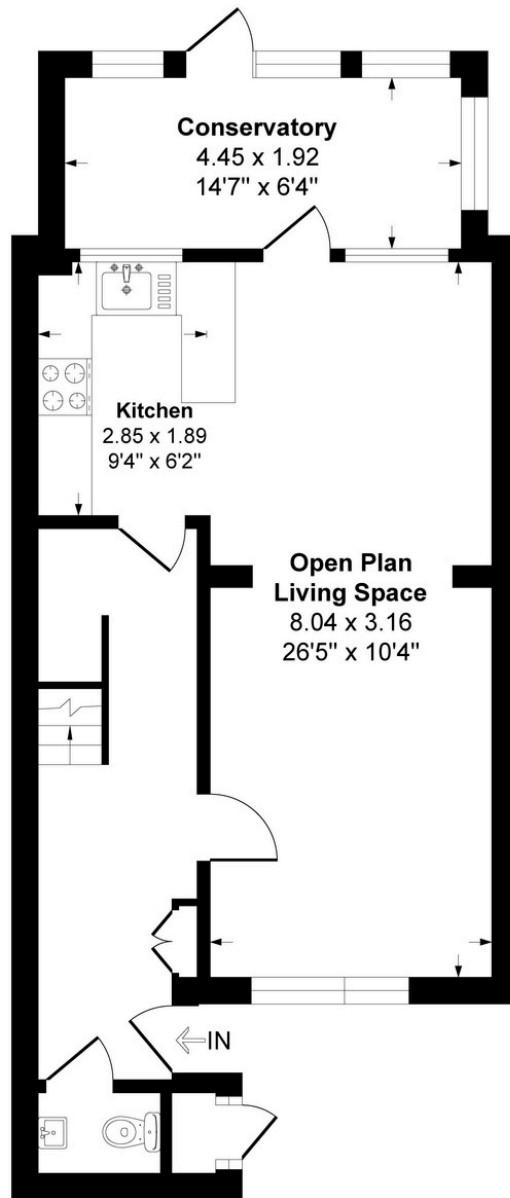 Conservatory
4.45 x 1.92
14'7" x 6'4"
Kitchen
2.85 x 1.89
9'4" x 6'2"
Open Plan
Living Space
8.04 x 3.16
26'5" x 10'4"
IN